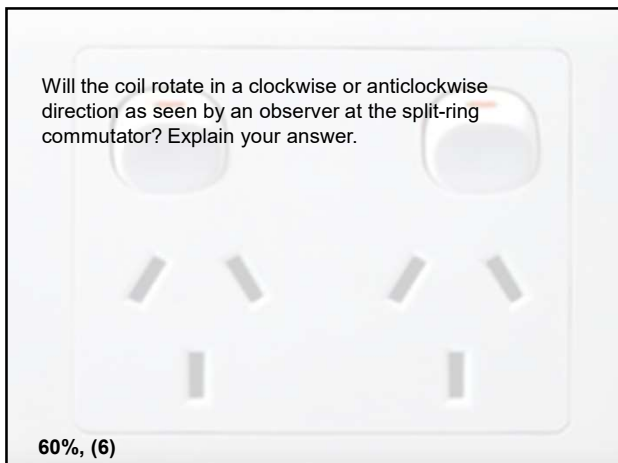 Will the coil rotate in a clockwise or anticlockwise
direction as seen by an observer at the split-ring
commutator? Explain your answer.
60%, (6)